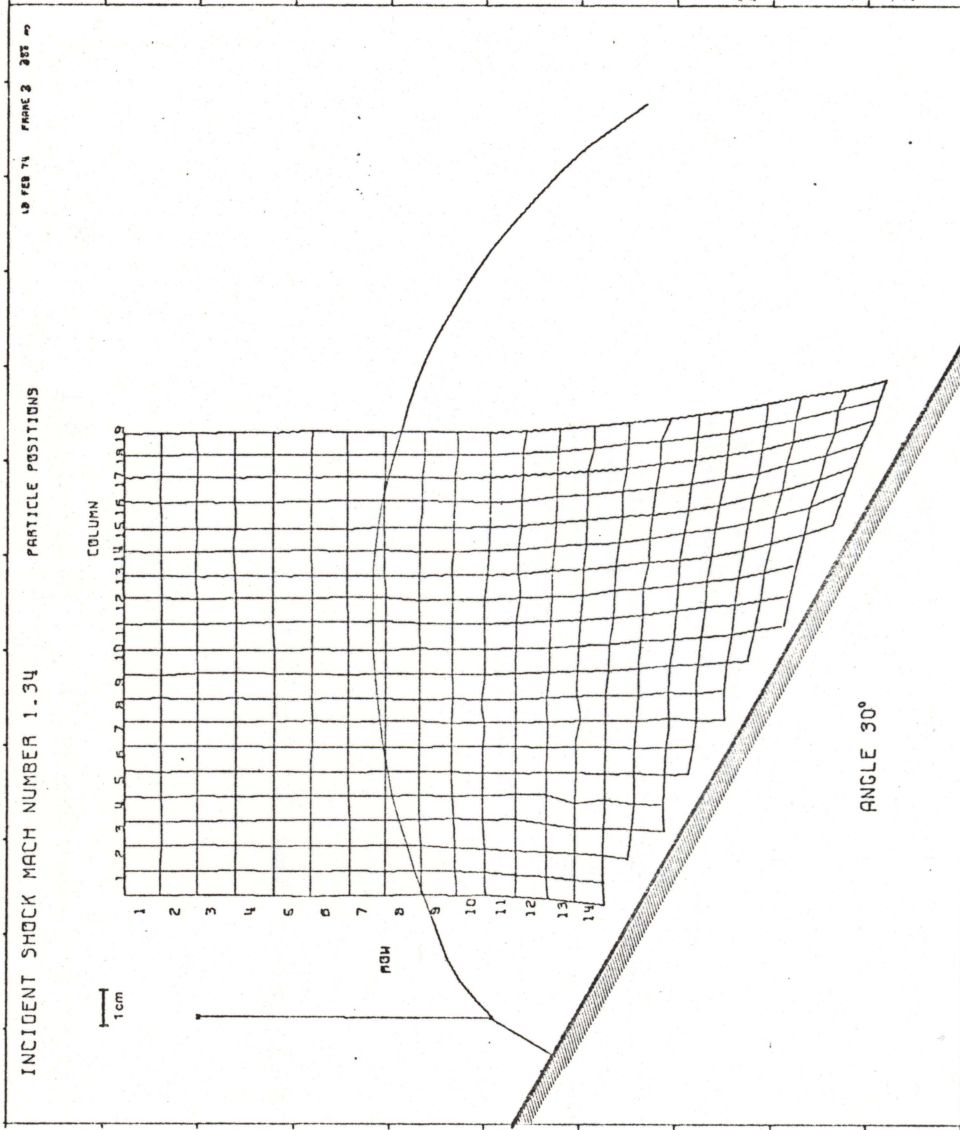 INCIDENT SHOCK MACH NUMBER 1.34
PARTICLE POSITIONS
FEB 74 FRAME 3
1cm
COLUMN
1 2 3 4 5 6 7 8 9 10 11 12 13 14 15 16 17 18 19
ROW
1
2
3
4
5
6
7
8
9
10
11
12
13
14
ANGLE 30°